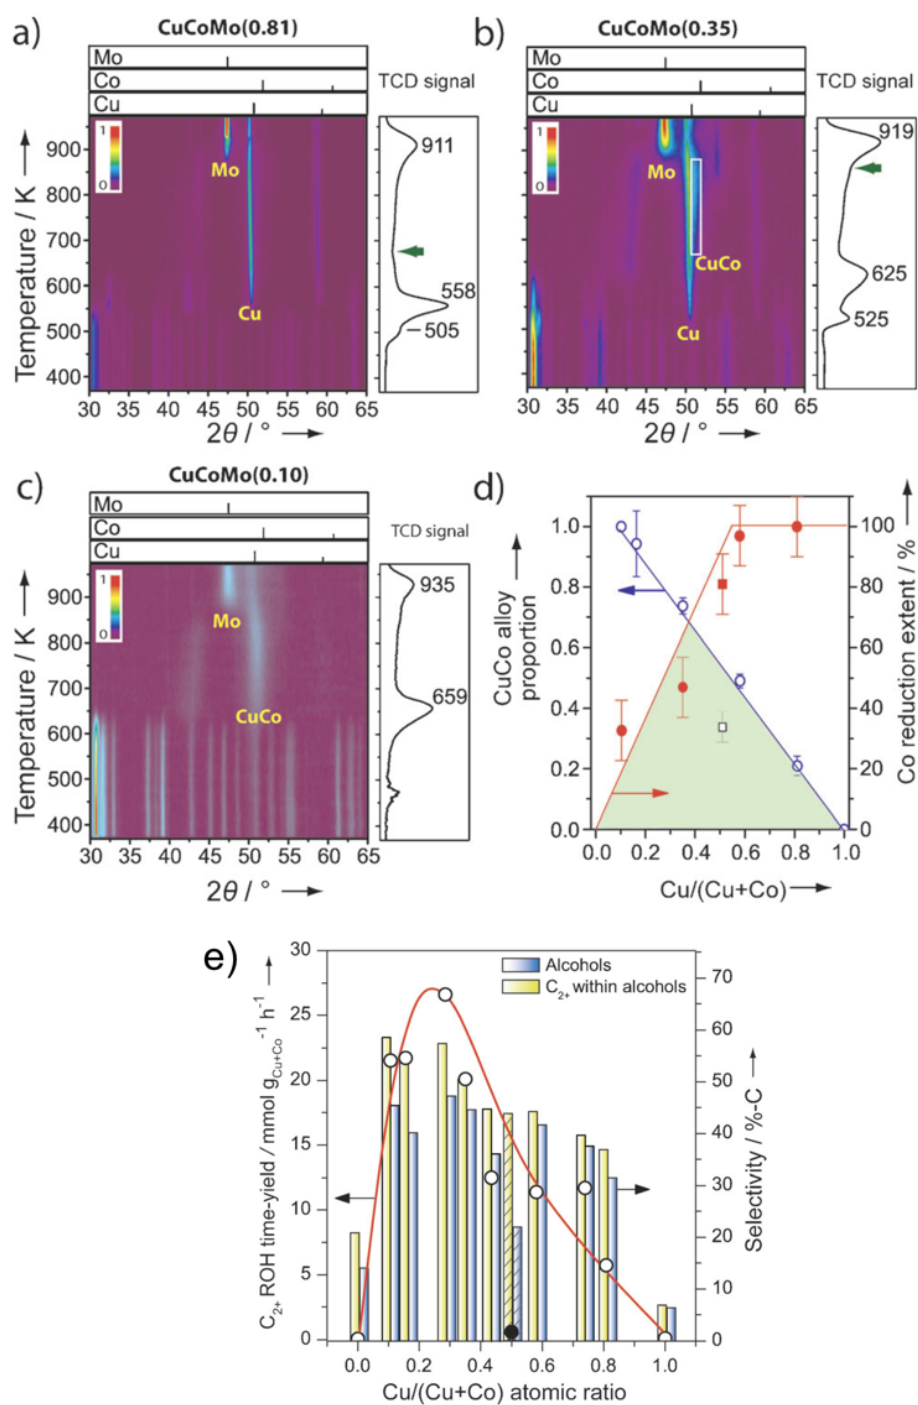 a)
CuCoMo(0.81)
Mo
Co
Cu
TCD signal
1
0
Mo
Cu
911
558
505
900
800
700
600
500
400
Temperature / K
30 35 40 45 50 55 60 65
2θ / °
b)
CuCoMo(0.35)
Mo
Co
Cu
TCD signal
1
0
Mo
CuCo
Cu
919
625
525
900
800
700
600
500
400
30 35 40 45 50 55 60 65
2θ / °
c)
CuCoMo(0.10)
Mo
Co
Cu
TCD signal
1
0
Mo
CuCo
935
659
900
800
700
600
500
400
Temperature / K
30 35 40 45 50 55 60 65
2θ / °
d)
1.0
0.8
0.6
0.4
0.2
0.0
CuCo alloy
proportion
100
80
60
40
20
0
Co reduction extent / %
0.0 0.2 0.4 0.6 0.8 1.0
Cu/(Cu+Co)
e)
Alcohols
C₂₊ within alcohols
30
25
20
15
10
5
0
C₂₊ ROH time-yield / mmol g_Cu+Co⁻¹ h⁻¹
70
60
50
40
30
20
10
0
Selectivity / %-C
0.0 0.2 0.4 0.6 0.8 1.0
Cu/(Cu+Co) atomic ratio